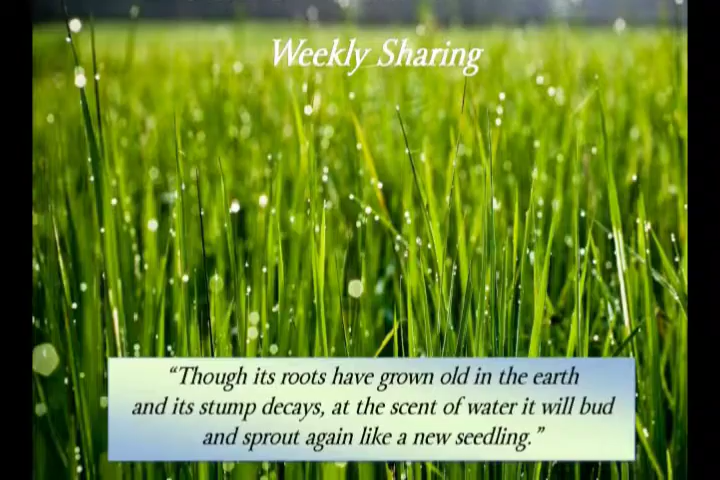 Weekly Sharing
“Though its roots have grown old in the earth
and its stump decays, at the scent of water it will bud
and sprout again like a new seedling.”